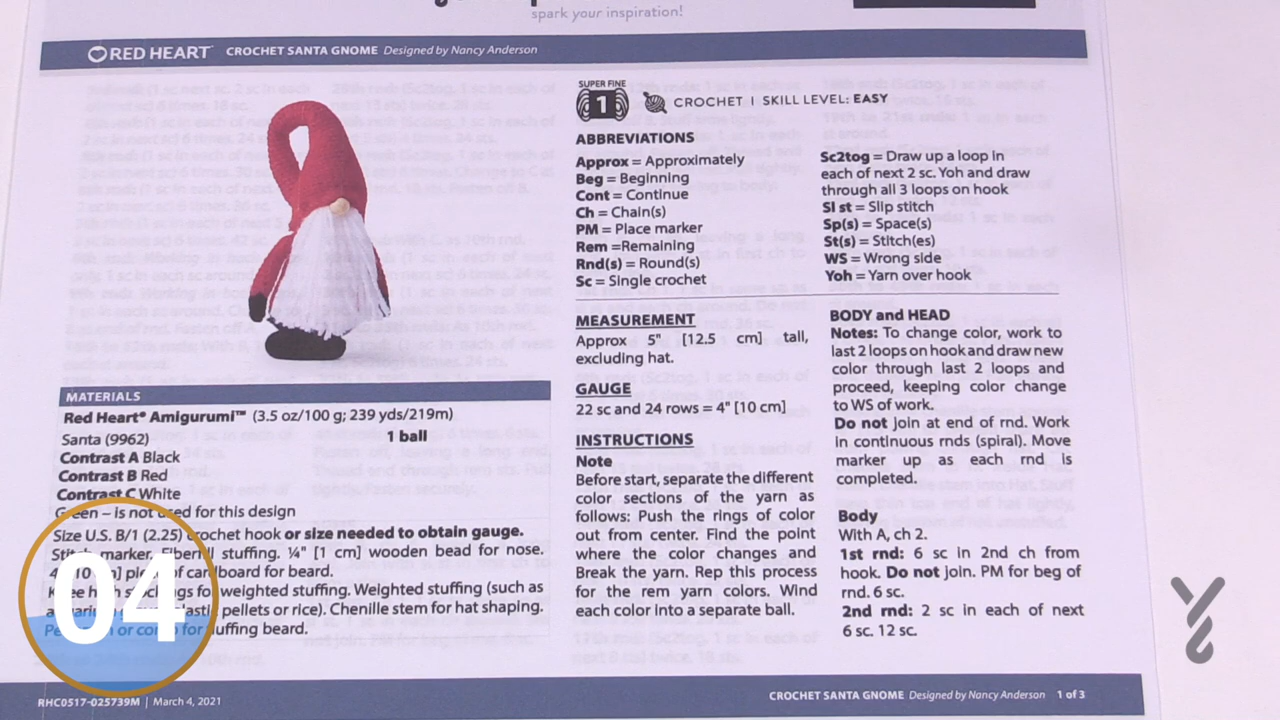 spark your inspiration!
RED HEART CROCHET SANTA GNOME Designed by Nancy Anderson
SUPER FINE
1
CROCHET | SKILL LEVEL: EASY
ABBREVIATIONS
Approx = Approximately
Beg = Beginning
Cont = Continue
Ch = Chain(s)
PM = Place marker
Rem =Remaining
Rnd(s) = Round(s)
Sc = Single crochet
Sc2tog = Draw up a loop in
each of next 2 sc. Yoh and draw
through all 3 loops on hook
Sl st = Slip stitch
Sp(s) = Space(s)
St(s) = Stitch(es)
WS = Wrong side
Yoh = Yarn over hook
MATERIALS
Red Heart® Amigurumi™ (3.5 oz/100 g; 239 yds/219m)
Santa (9962) 1 ball
Contrast A Black
Contrast B Red
Contrast C White
Green – is not used for this design
Size U.S. B/1 (2.25) crochet hook or size needed to obtain gauge.
marker. stuffing. ¼" [1 cm] wooden bead for nose.
of cardboard for beard.
for weighted stuffing. Weighted stuffing (such as
pellets or rice). Chenille stem for hat shaping.
for fluffing beard.
04
MEASUREMENT
Approx 5" [12.5 cm] tall,
excluding hat.
GAUGE
22 sc and 24 rows = 4" [10 cm]
INSTRUCTIONS
Note
Before start, separate the different
color sections of the yarn as
follows: Push the rings of color
out from center. Find the point
where the color changes and
Break the yarn. Rep this process
for the rem yarn colors. Wind
each color into a separate ball.
BODY and HEAD
Notes: To change color, work to
last 2 loops on hook and draw new
color through last 2 loops and
proceed, keeping color change
to WS of work.
Do not Join at end of rnd. Work
in continuous rnds (spiral). Move
marker up as each rnd is
completed.
Body
With A, ch 2.
1st rnd: 6 sc in 2nd ch from
hook. Do not join. PM for beg of
rnd. 6 sc.
2nd rnd: 2 sc in each of next
6 sc. 12 sc.
RHC0517-025739M | March 4, 2021
CROCHET SANTA GNOME Designed by Nancy Anderson 1 of 3